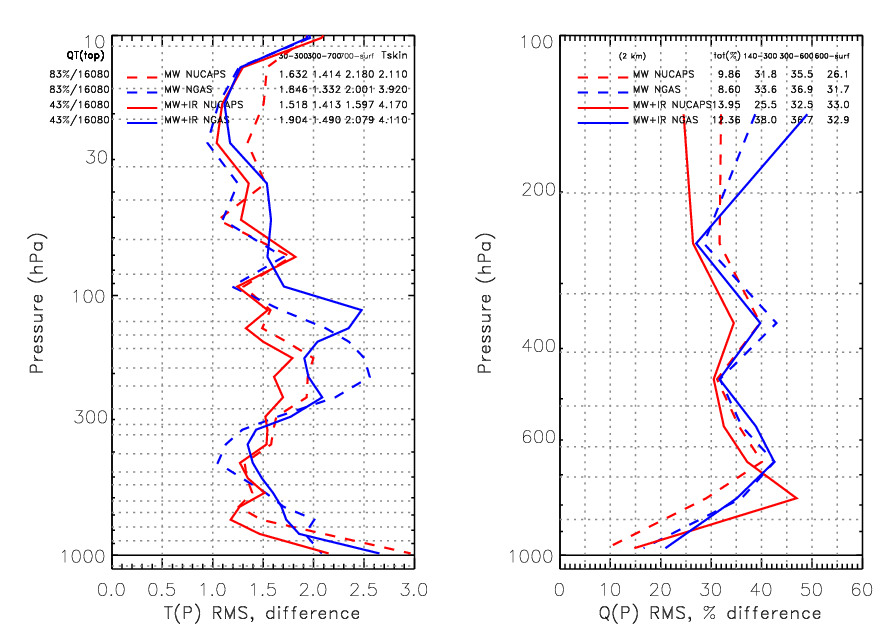 QT(top) 30-300 300-700 700-surf Tskin
83%/16080 MW NUCAPS 1.632 1.414 2.180 2.110
83%/16080 MW NGAS 1.846 1.332 2.001 3.920
43%/16080 MW+IR NUCAPS 1.518 1.413 1.597 4.170
43%/16080 MW+IR NGAS 1.904 1.490 2.079 4.110
10
30
100
300
1000
Pressure (hPa)
0.0 0.5 1.0 1.5 2.0 2.5 3.0
T(P) RMS, difference
(2 km) tot(%) 140-300 300-600 600-surf
MW NUCAPS 9.86 31.8 35.5 26.1
MW NGAS 8.60 33.6 36.9 31.7
MW+IR NUCAPS 13.95 25.5 32.5 33.0
MW+IR NGAS 12.36 38.0 36.7 32.9
100
200
400
600
1000
Pressure (hPa)
0 10 20 30 40 50 60
Q(P) RMS, % difference